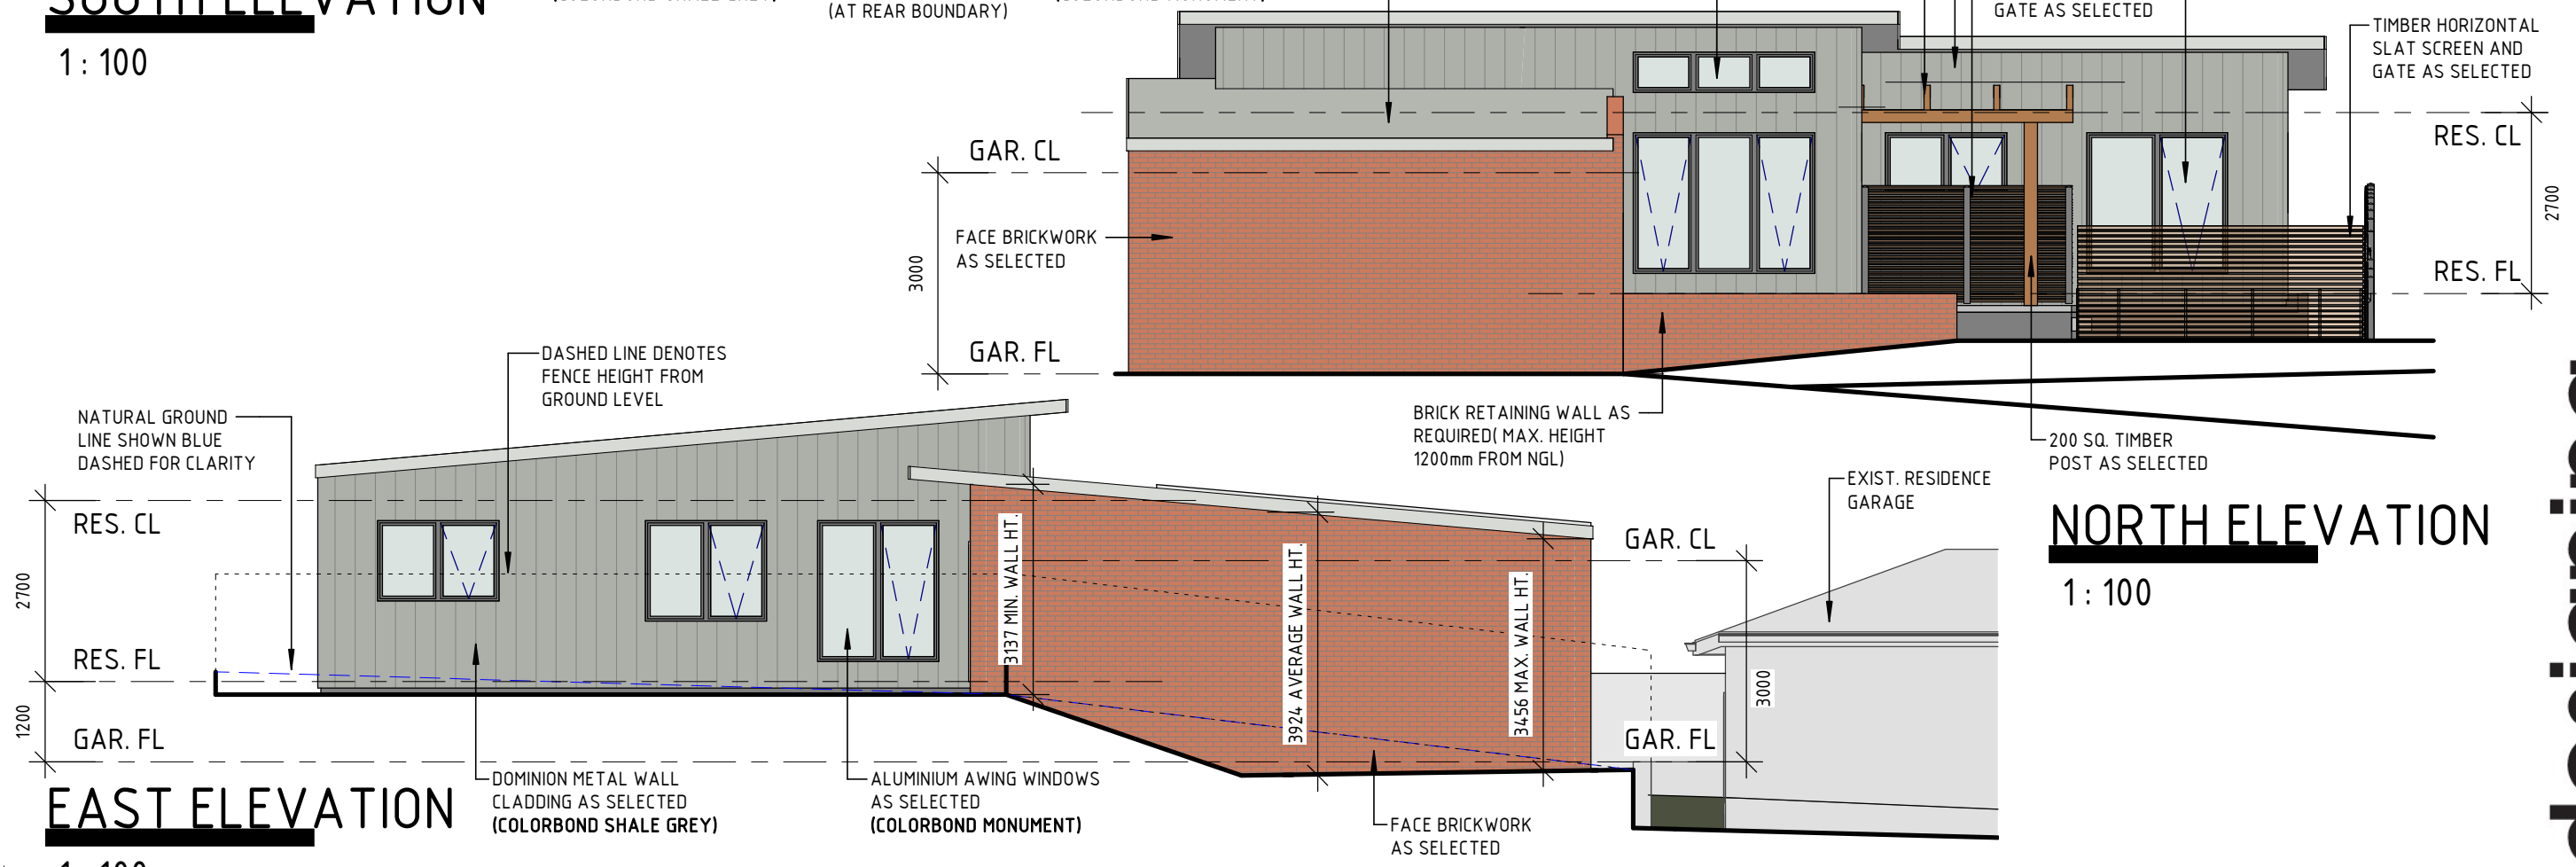 SOUTH ELEVATION
1 : 100
(AT REAR BOUNDARY)
GATE AS SELECTED
TIMBER HORIZONTAL
SLAT SCREEN AND
GATE AS SELECTED
GAR. CL
RES. CL
2700
FACE BRICKWORK
AS SELECTED
3000
RES. FL
GAR. FL
BRICK RETAINING WALL AS
REQUIRED( MAX. HEIGHT
1200mm FROM NGL)
200 SQ. TIMBER
POST AS SELECTED
NORTH ELEVATION
1 : 100
DASHED LINE DENOTES
FENCE HEIGHT FROM
GROUND LEVEL
NATURAL GROUND
LINE SHOWN BLUE
DASHED FOR CLARITY
EXIST. RESIDENCE
GARAGE
RES. CL
GAR. CL
2700
3137 MIN. WALL HT.
3924 AVERAGE WALL HT.
3456 MAX. WALL HT.
3000
RES. FL
1200
GAR. FL
GAR. FL
DOMINION METAL WALL
CLADDING AS SELECTED
(COLORBOND SHALE GREY)
ALUMINIUM AWING WINDOWS
AS SELECTED
(COLORBOND MONUMENT)
FACE BRICKWORK
AS SELECTED
EAST ELEVATION
1 : 100